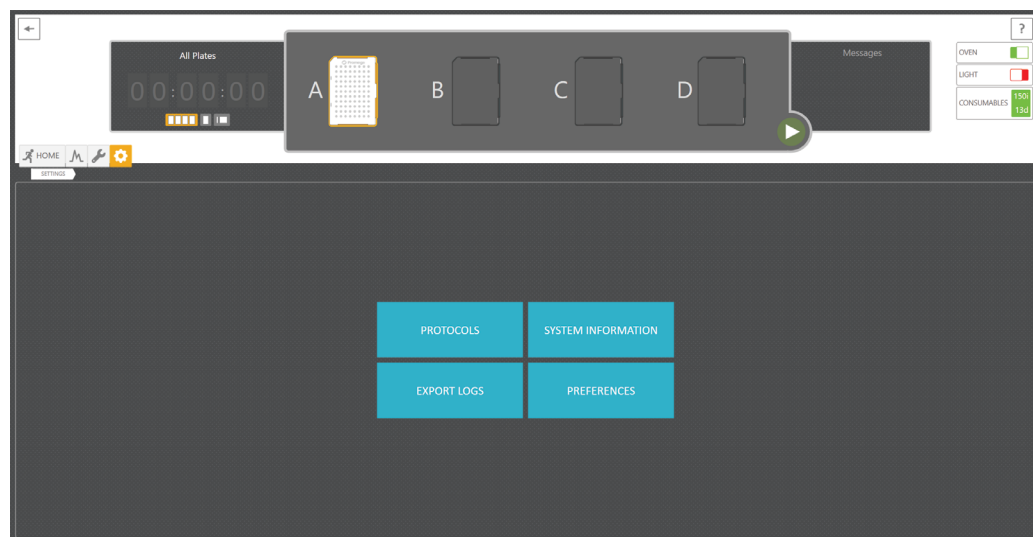 ?
All Plates
Messages
OVEN
LIGHT
CONSUMABLES
150i
13d
00:00:00
A
B
C
D
HOME
SETTINGS
PROTOCOLS
SYSTEM INFORMATION
EXPORT LOGS
PREFERENCES